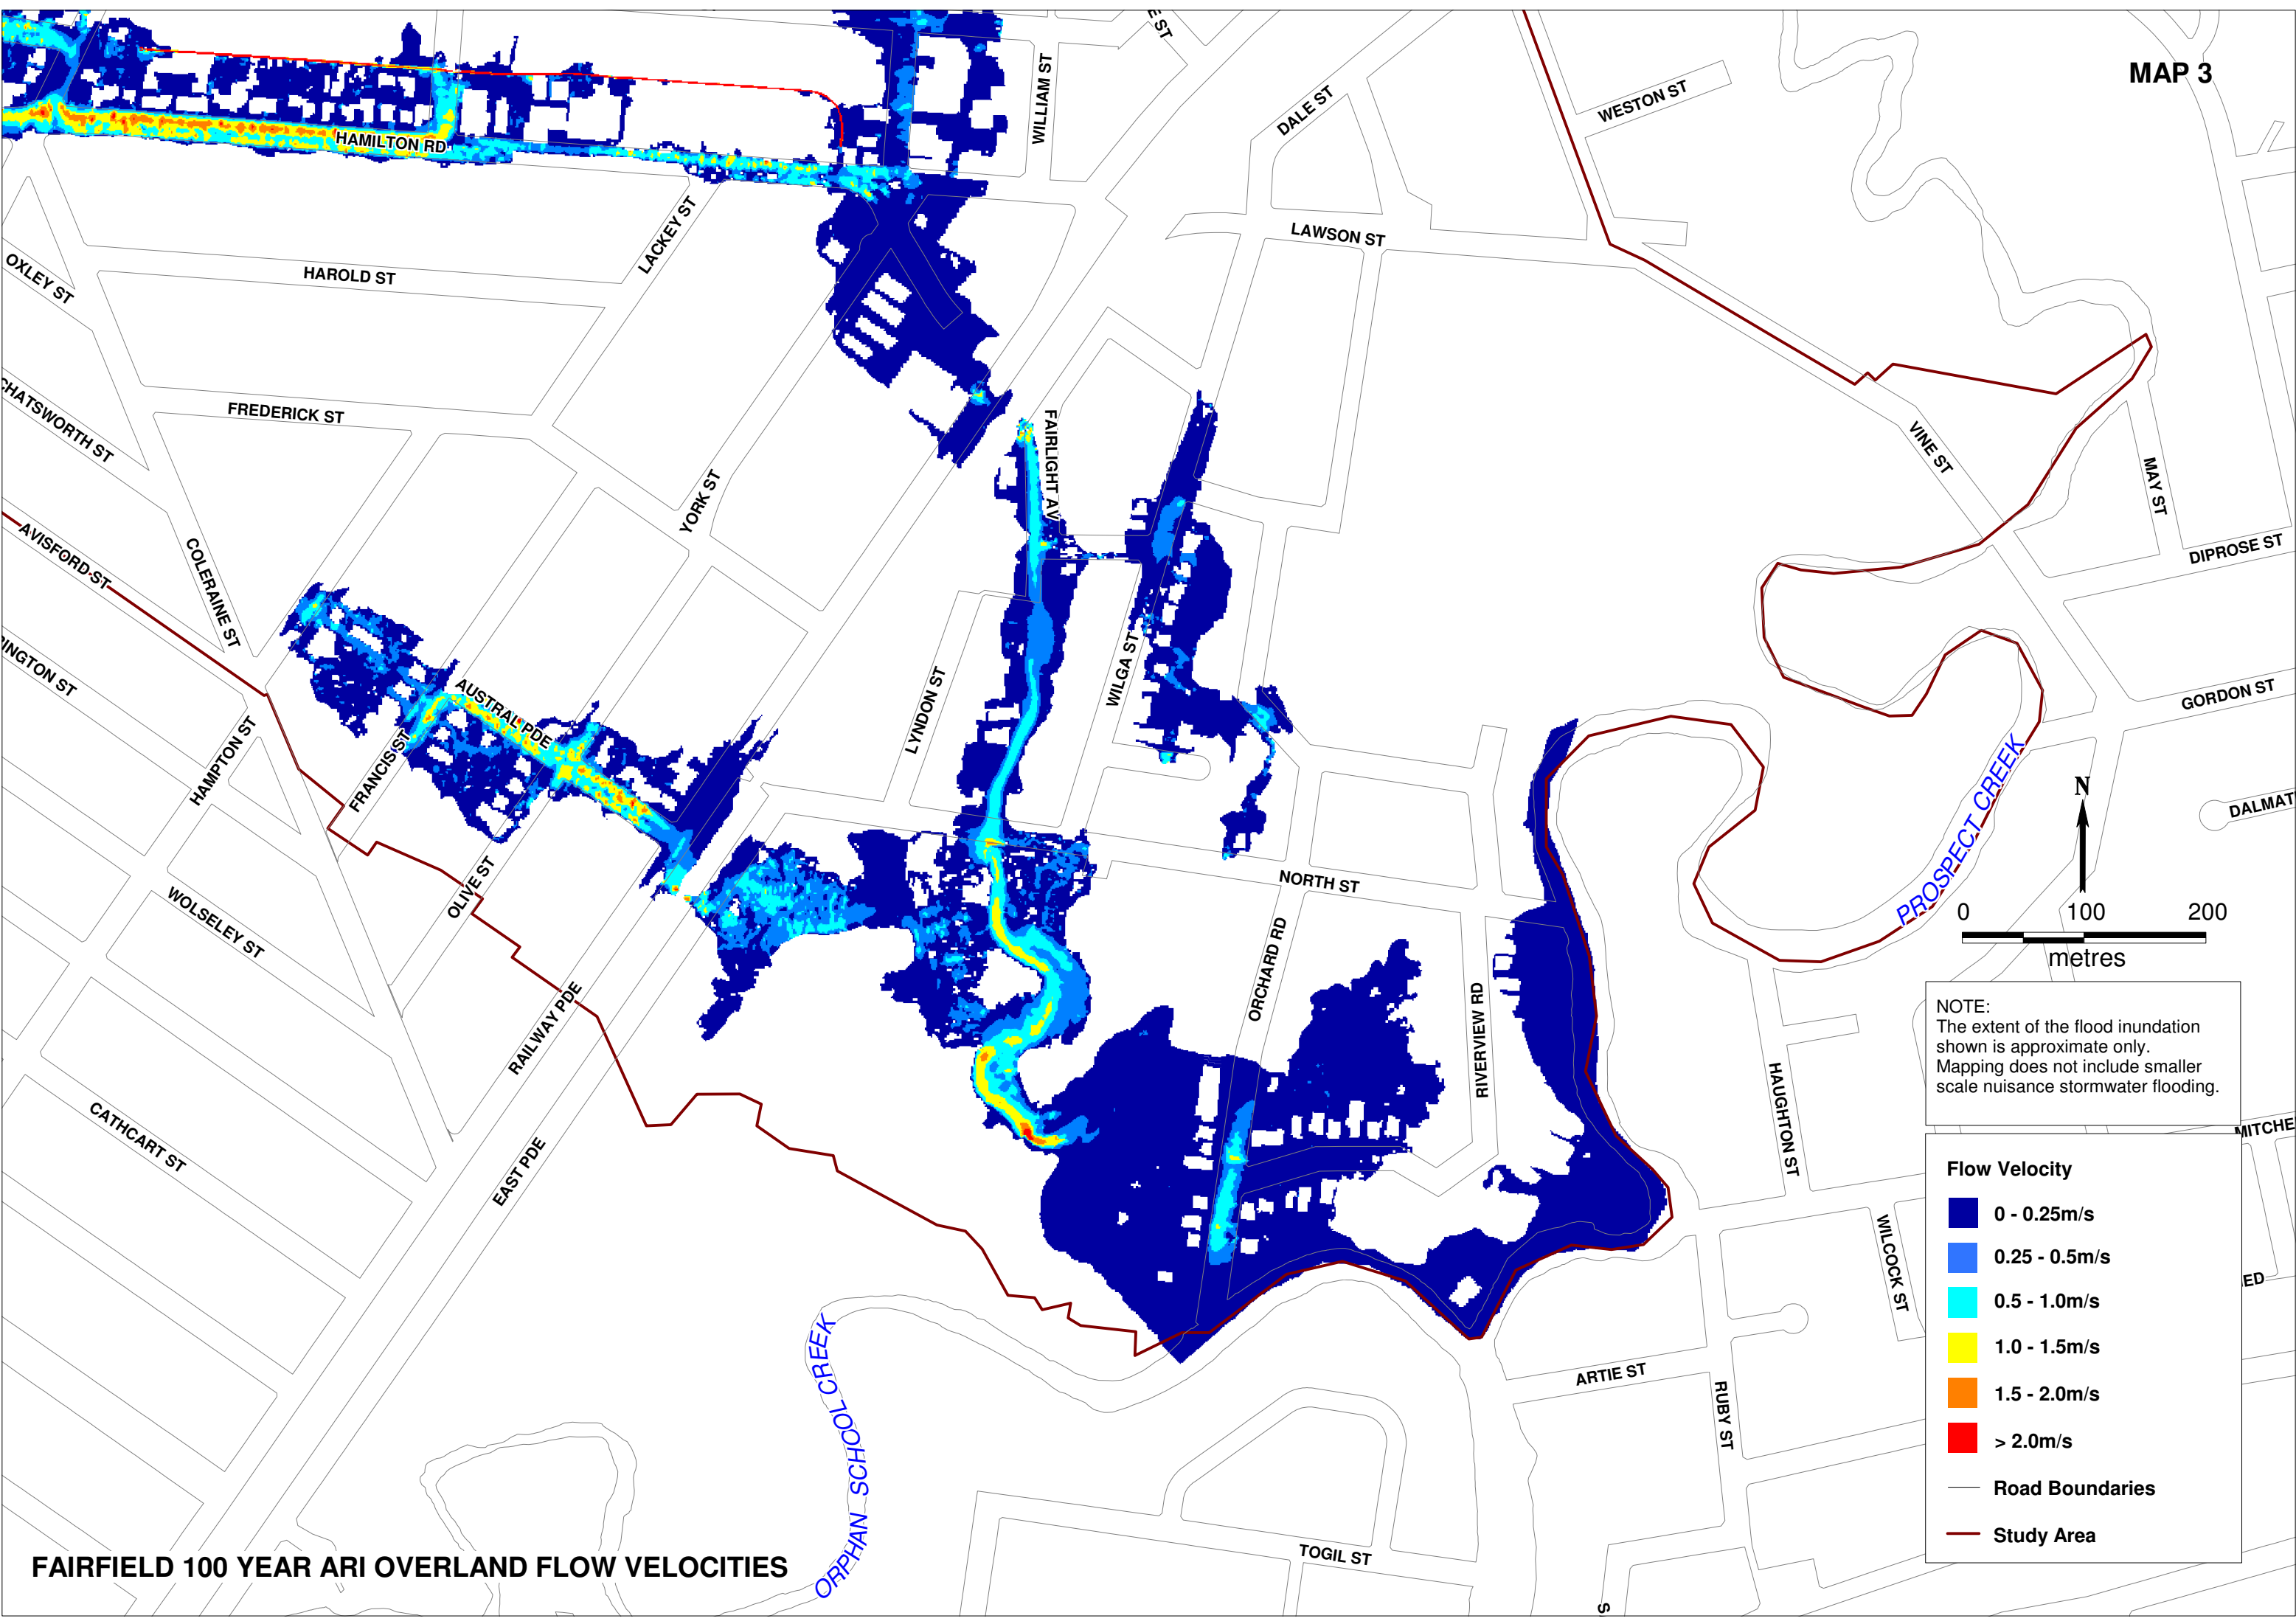 E ST
MAP 3
WILLIAM ST
DALE ST
WESTON ST
HAMILTON RD
LACKEY ST
LAWSON ST
OXLEY ST
HAROLD ST
CHATSWORTH ST
FREDERICK ST
FAIRLIGHT AV
VINE ST
MAY ST
YORK ST
AVISFORD ST
COLERAINE ST
DIPROSE ST
INGTON ST
WILGA ST
LYNDON ST
AUSTRAL PDE
GORDON ST
HAMPTON ST
FRANCIS ST
PROSPECT CREEK
N
DALMAT
OLIVE ST
NORTH ST
WOLSELEY ST
ORCHARD RD
0 100 200
metres
RAILWAY PDE
RIVERVIEW RD
NOTE:
The extent of the flood inundation
shown is approximate only.
Mapping does not include smaller
scale nuisance stormwater flooding.
HAUGHTON ST
CATHCART ST
EAST PDE
MITCHE
Flow Velocity
0 - 0.25m/s
0.25 - 0.5m/s
0.5 - 1.0m/s
1.0 - 1.5m/s
1.5 - 2.0m/s
> 2.0m/s
Road Boundaries
Study Area
WILCOCK ST
ED
ARTIE ST
RUBY ST
ORPHAN SCHOOL CREEK
TOGIL ST
S
FAIRFIELD 100 YEAR ARI OVERLAND FLOW VELOCITIES